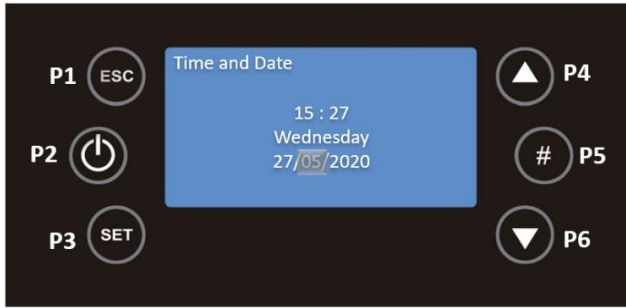 P1 ESC
P2
P3 SET
Time and Date
15 : 27
Wednesday
27/05/2020
P4
# P5
P6